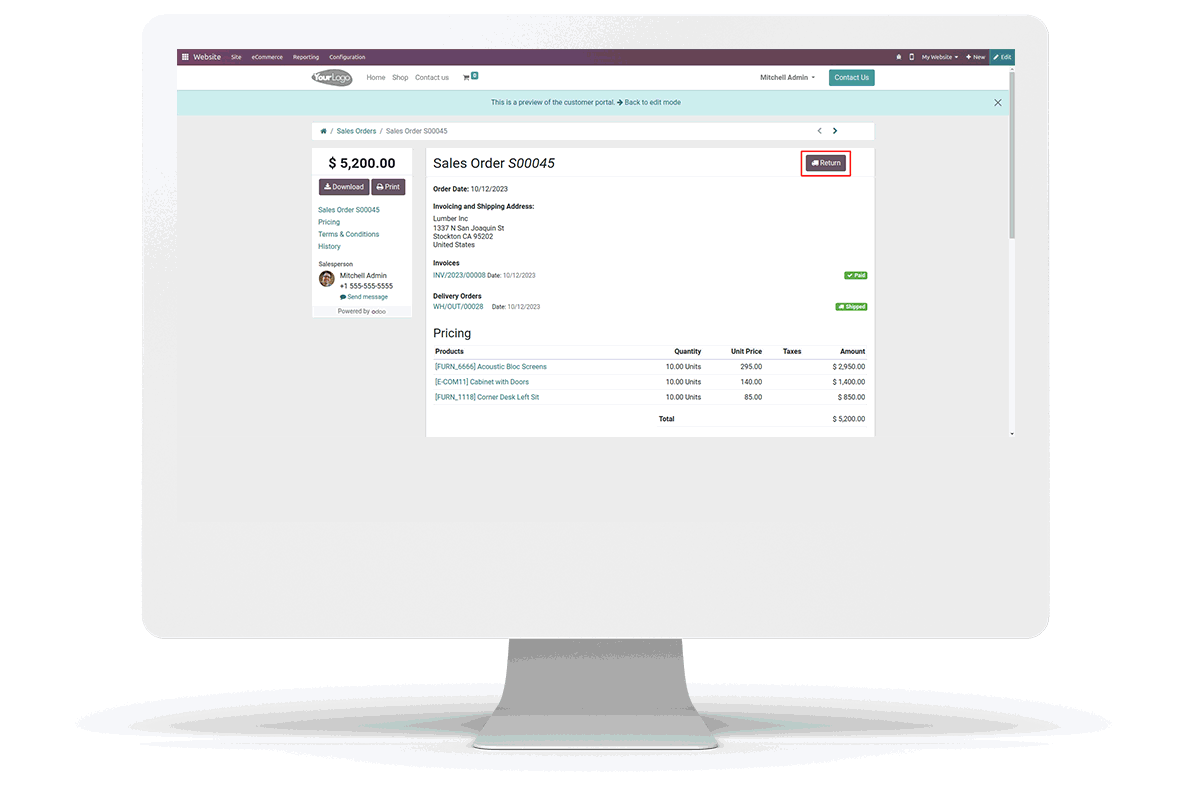 Website Site eCommerce Reporting Configuration My Website + New Edit
YourLogo Home Shop Contact us 0 Mitchell Admin Contact Us
This is a preview of the customer portal. Back to edit mode
/ Sales Orders / Sales Order S00045
$ 5,200.00
Download Print
Sales Order S00045
Pricing
Terms & Conditions
History
Salesperson
Mitchell Admin
+1 555-555-5555
Send message
Powered by odoo
Sales Order S00045 Return
Order Date: 10/12/2023
Invoicing and Shipping Address:
Lumber Inc
1337 N San Joaquin St
Stockton CA 95202
United States
Invoices
INV/2023/00008 Date: 10/12/2023 Paid
Delivery Orders
WH/OUT/00028 Date: 10/12/2023 Shipped
Pricing
Products Quantity Unit Price Taxes Amount
[FURN_6666] Acoustic Bloc Screens 10.00 Units 295.00 $ 2,950.00
[E-COM11] Cabinet with Doors 10.00 Units 140.00 $ 1,400.00
[FURN_1118] Corner Desk Left Sit 10.00 Units 85.00 $ 850.00
Total $ 5,200.00